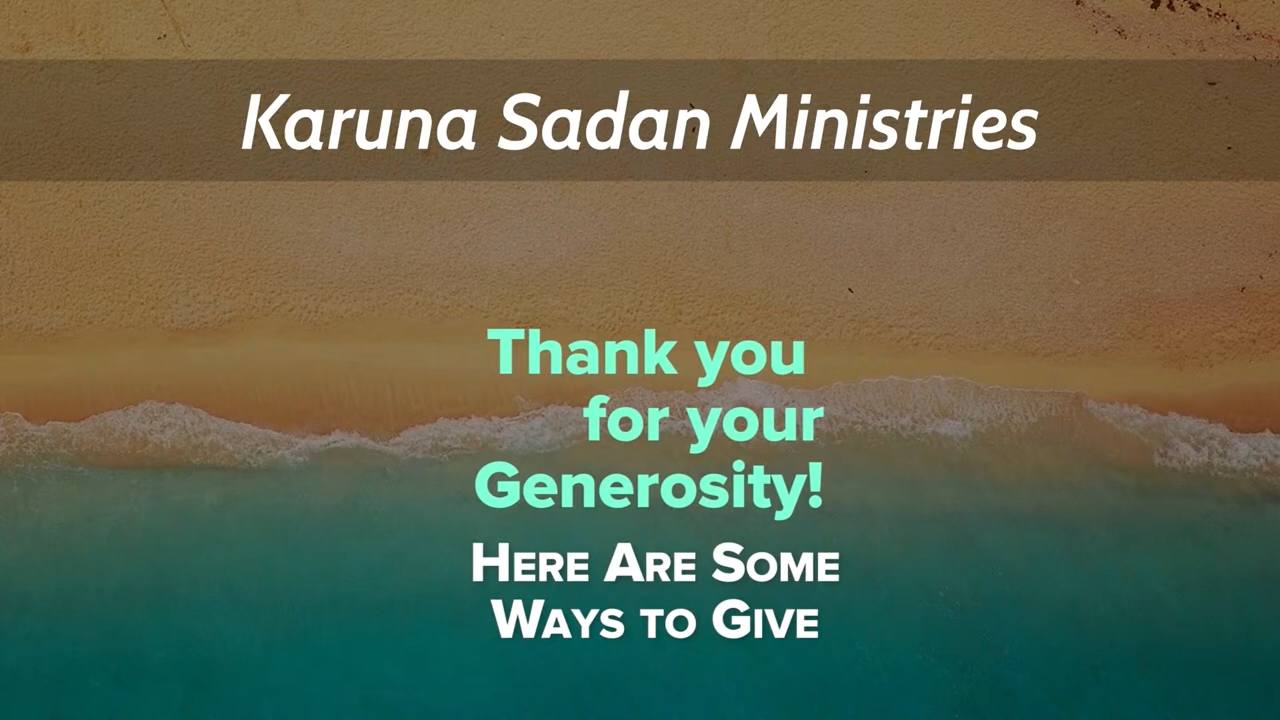 Karuna Sadan Ministries
Thank you
for your
Generosity!
Here Are Some
Ways to Give